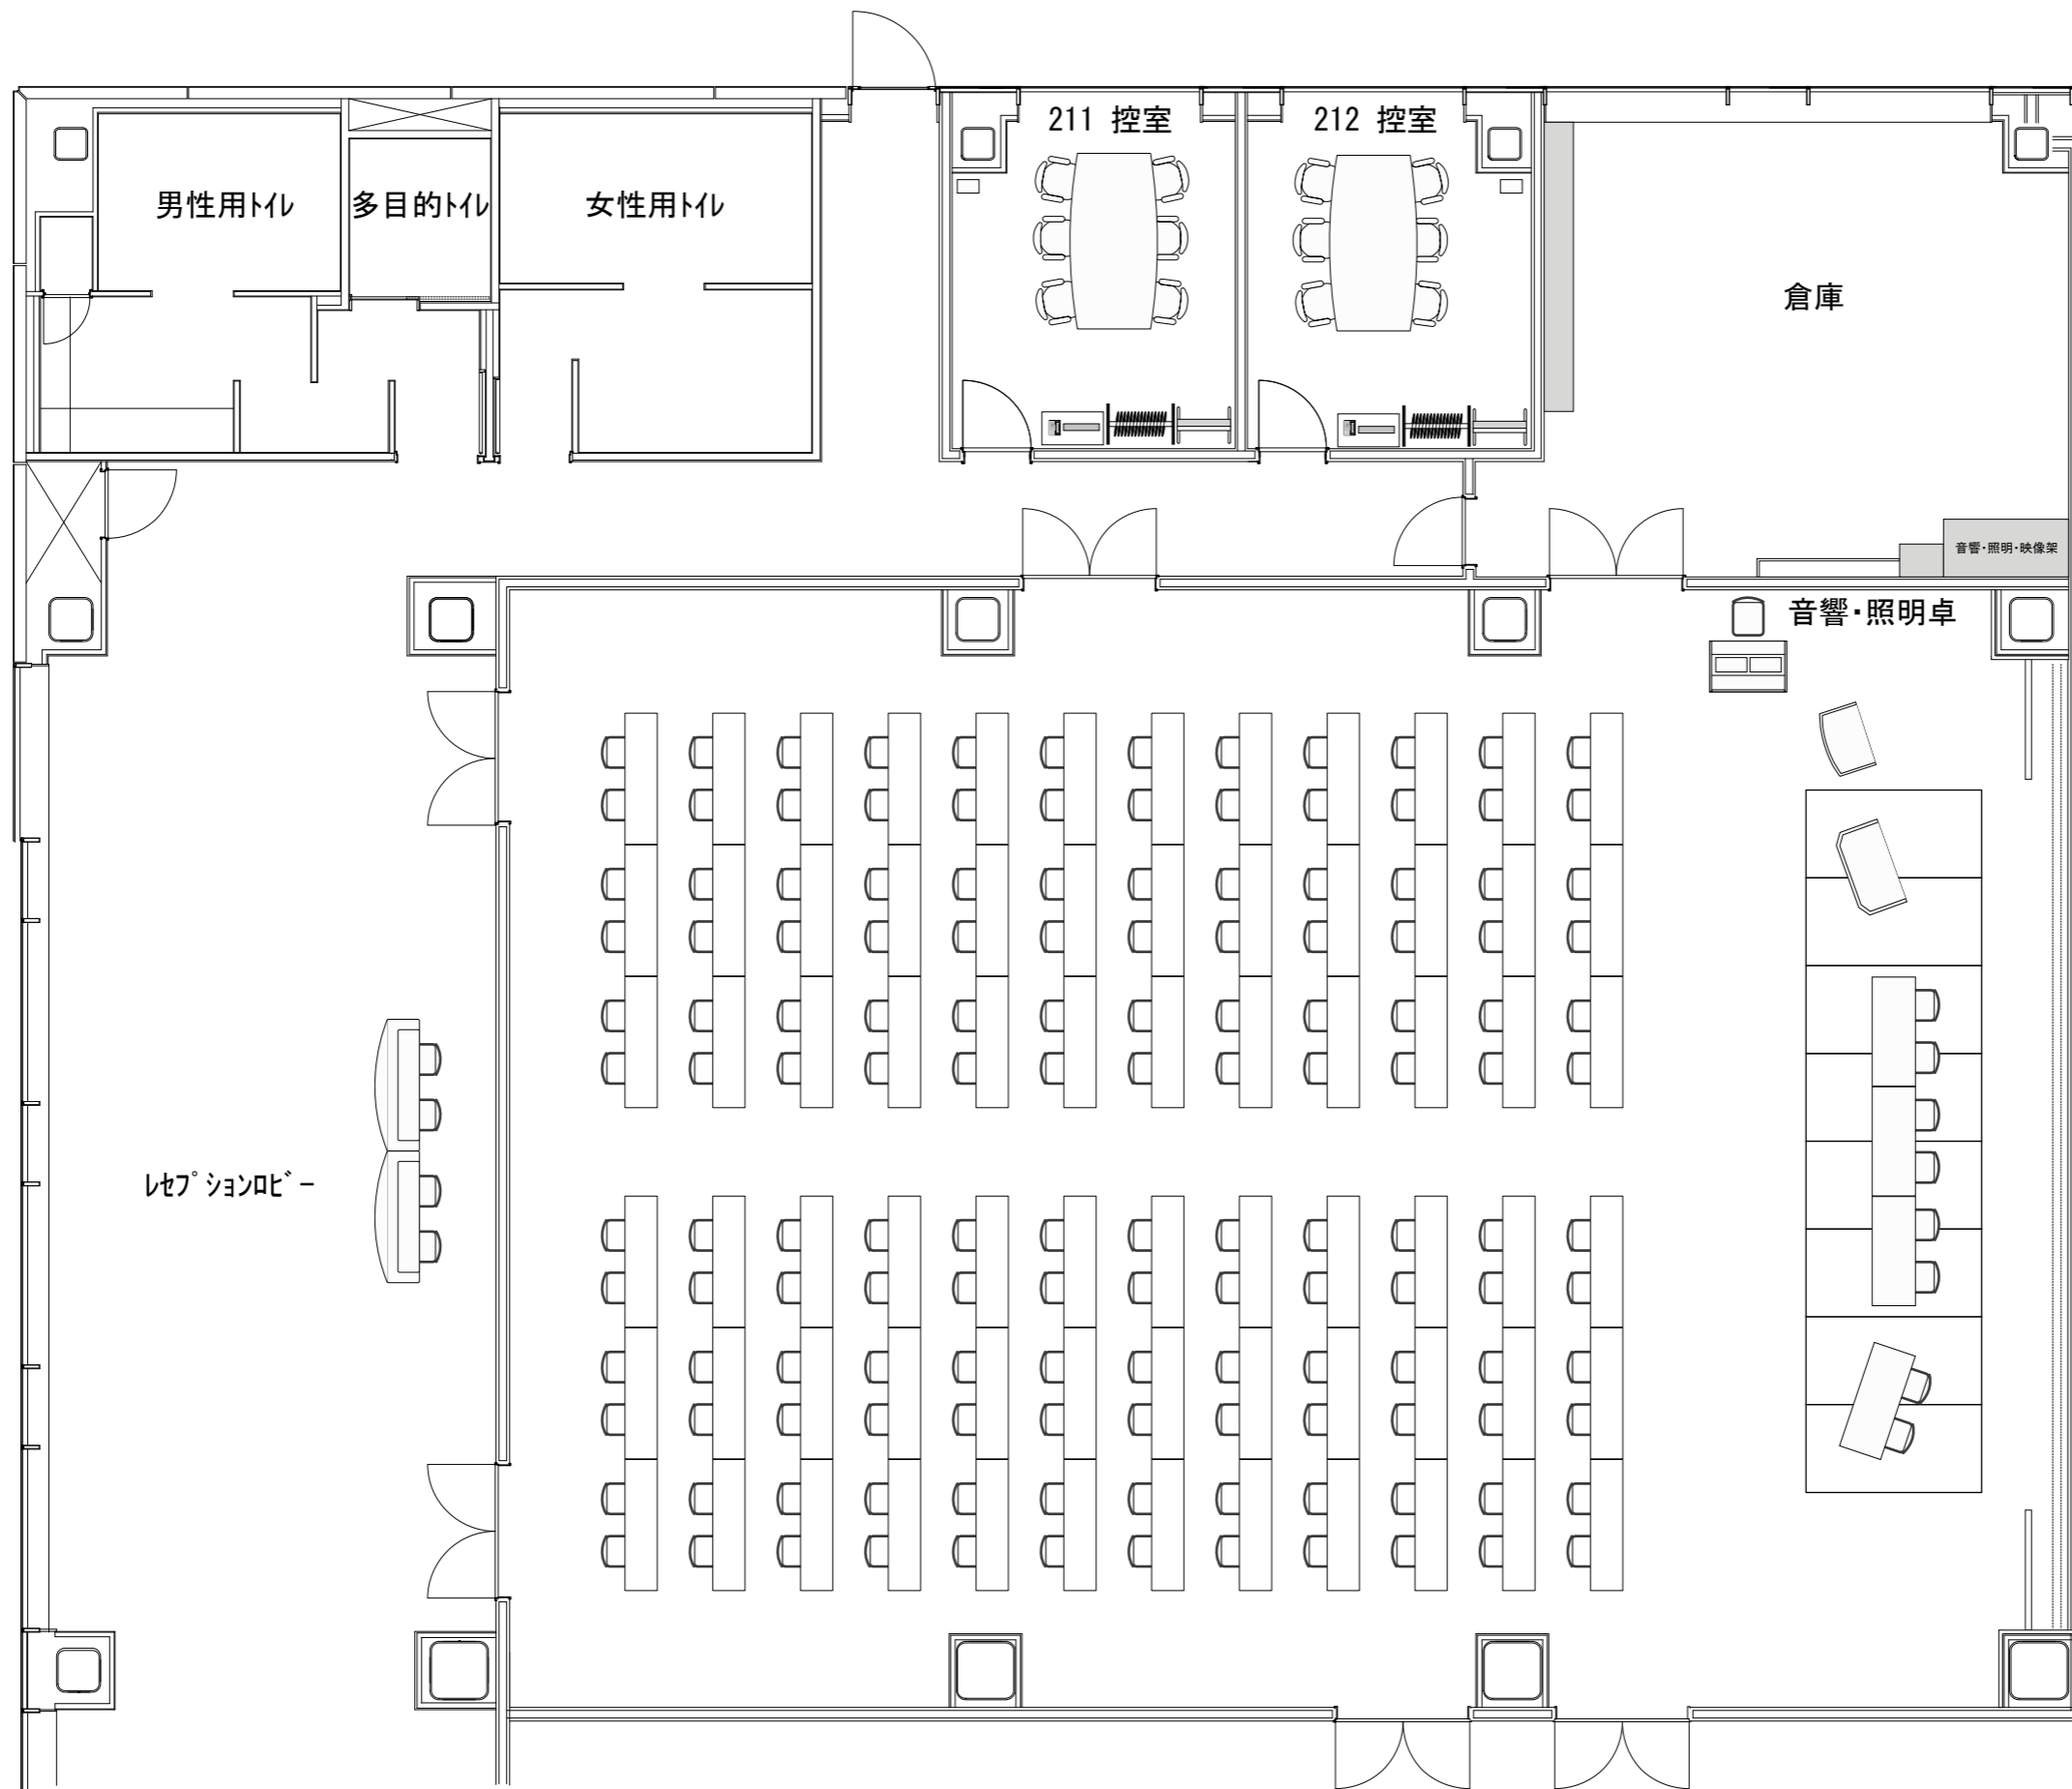 211 控室
212 控室
男性用ﾄｲﾚ
多目的ﾄｲﾚ
女性用ﾄｲﾚ
倉庫
音響・照明・映像架
音響・照明卓
ﾚｾﾌﾟｼｮﾝﾛﾋﾞｰ